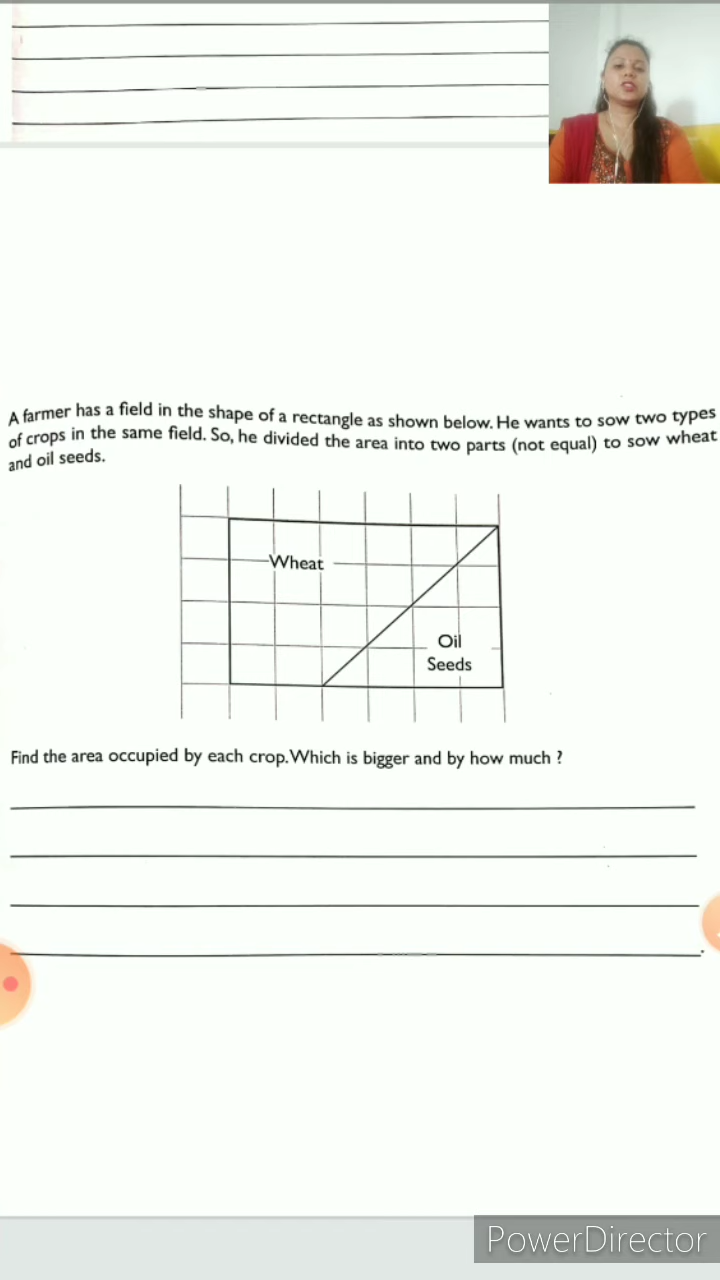 A farmer has a field in the shape of a rectangle as shown below. He wants to sow two types
of crops in the same field. So, he divided the area into two parts (not equal) to sow wheat
and oil seeds.
Wheat
Oil
Seeds
Find the area occupied by each crop. Which is bigger and by how much ?
PowerDirector